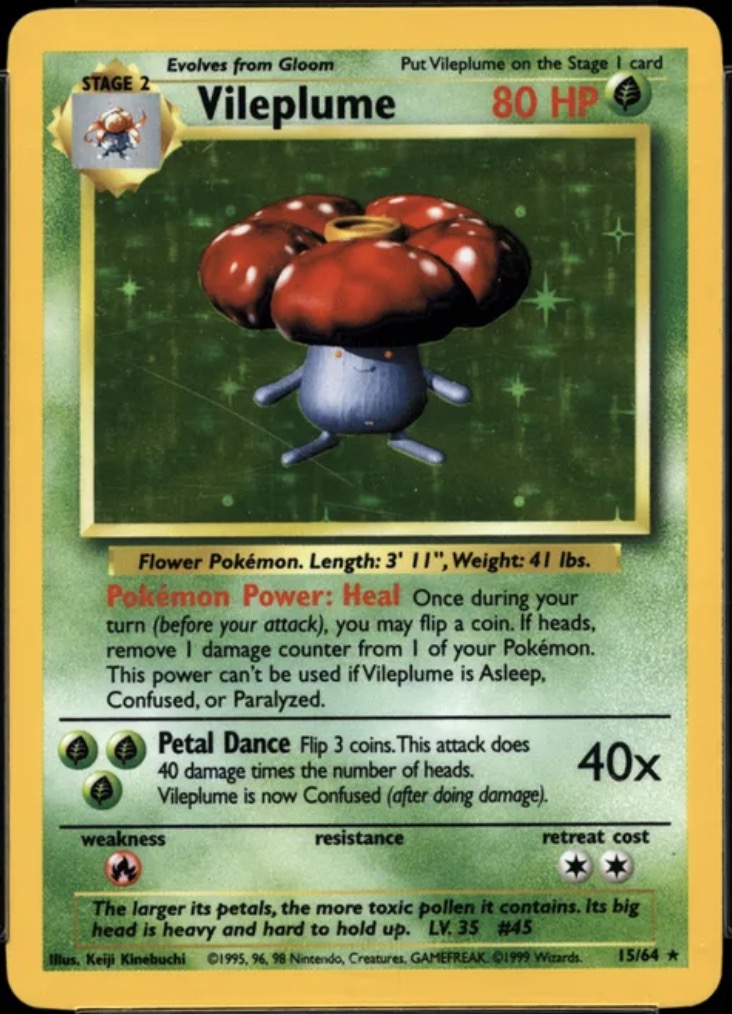 Evolves from Gloom Put Vileplume on the Stage 1 card
STAGE 2
Vileplume 80 HP
Flower Pokémon. Length: 3' 11", Weight: 41 lbs.
Pokémon Power: Heal Once during your
turn (before your attack), you may flip a coin. If heads,
remove 1 damage counter from 1 of your Pokémon.
This power can't be used if Vileplume is Asleep,
Confused, or Paralyzed.
Petal Dance Flip 3 coins. This attack does
40 damage times the number of heads.
Vileplume is now Confused (after doing damage).
40x
weakness resistance retreat cost
The larger its petals, the more toxic pollen it contains. Its big
head is heavy and hard to hold up. LV. 35 #45
Illus. Keiji Kinebuchi ©1995, 96, 98 Nintendo, Creatures, GAMEFREAK. ©1999 Wizards. 15/64 ★